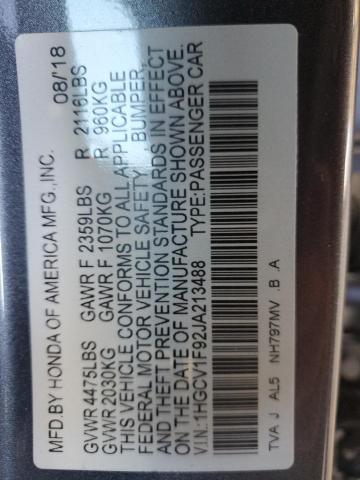 MFD.BY HONDA OF AMERICA MFG.,INC. 08/'18
GVWR 4475LBS GAWR F 2359LBS R 2116LBS
GVWR 2030KG GAWR F 1070KG R 960KG
THIS VEHICLE CONFORMS TO ALL APPLICABLE
FEDERAL MOTOR VEHICLE SAFETY, BUMPER,
AND THEFT PREVENTION STANDARDS IN EFFECT
ON THE DATE OF MANUFACTURE SHOWN ABOVE.
V.I.N.:1HGCV1F92JA213488 TYPE:PASSENGER CAR
TVA J AL5 NH797MV .B .A